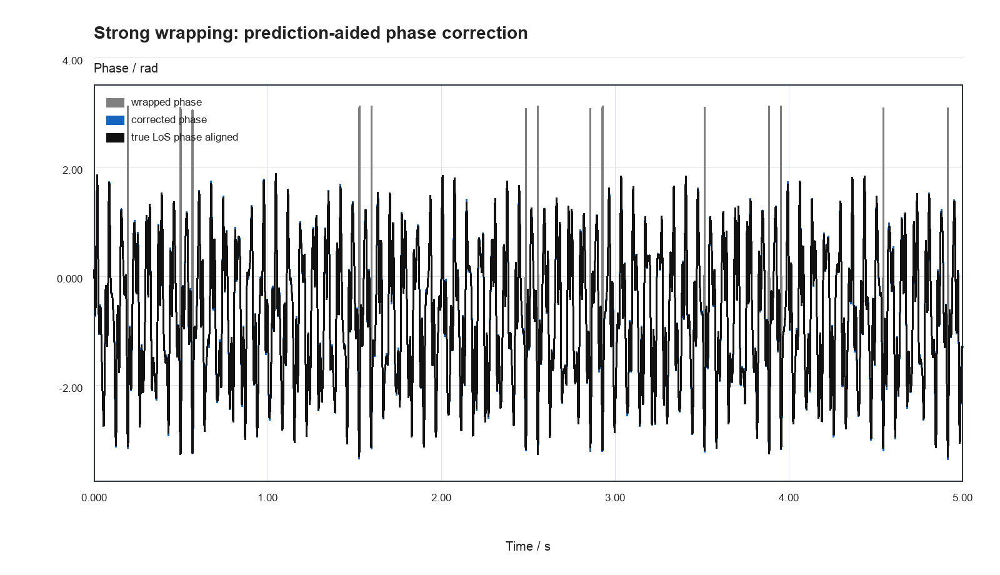 Strong wrapping: prediction-aided phase correction
4.00
Phase / rad
wrapped phase
corrected phase
true LoS phase aligned
2.00
0.000
-2.00
0.000 1.00 2.00 3.00 4.00 5.00
Time / s